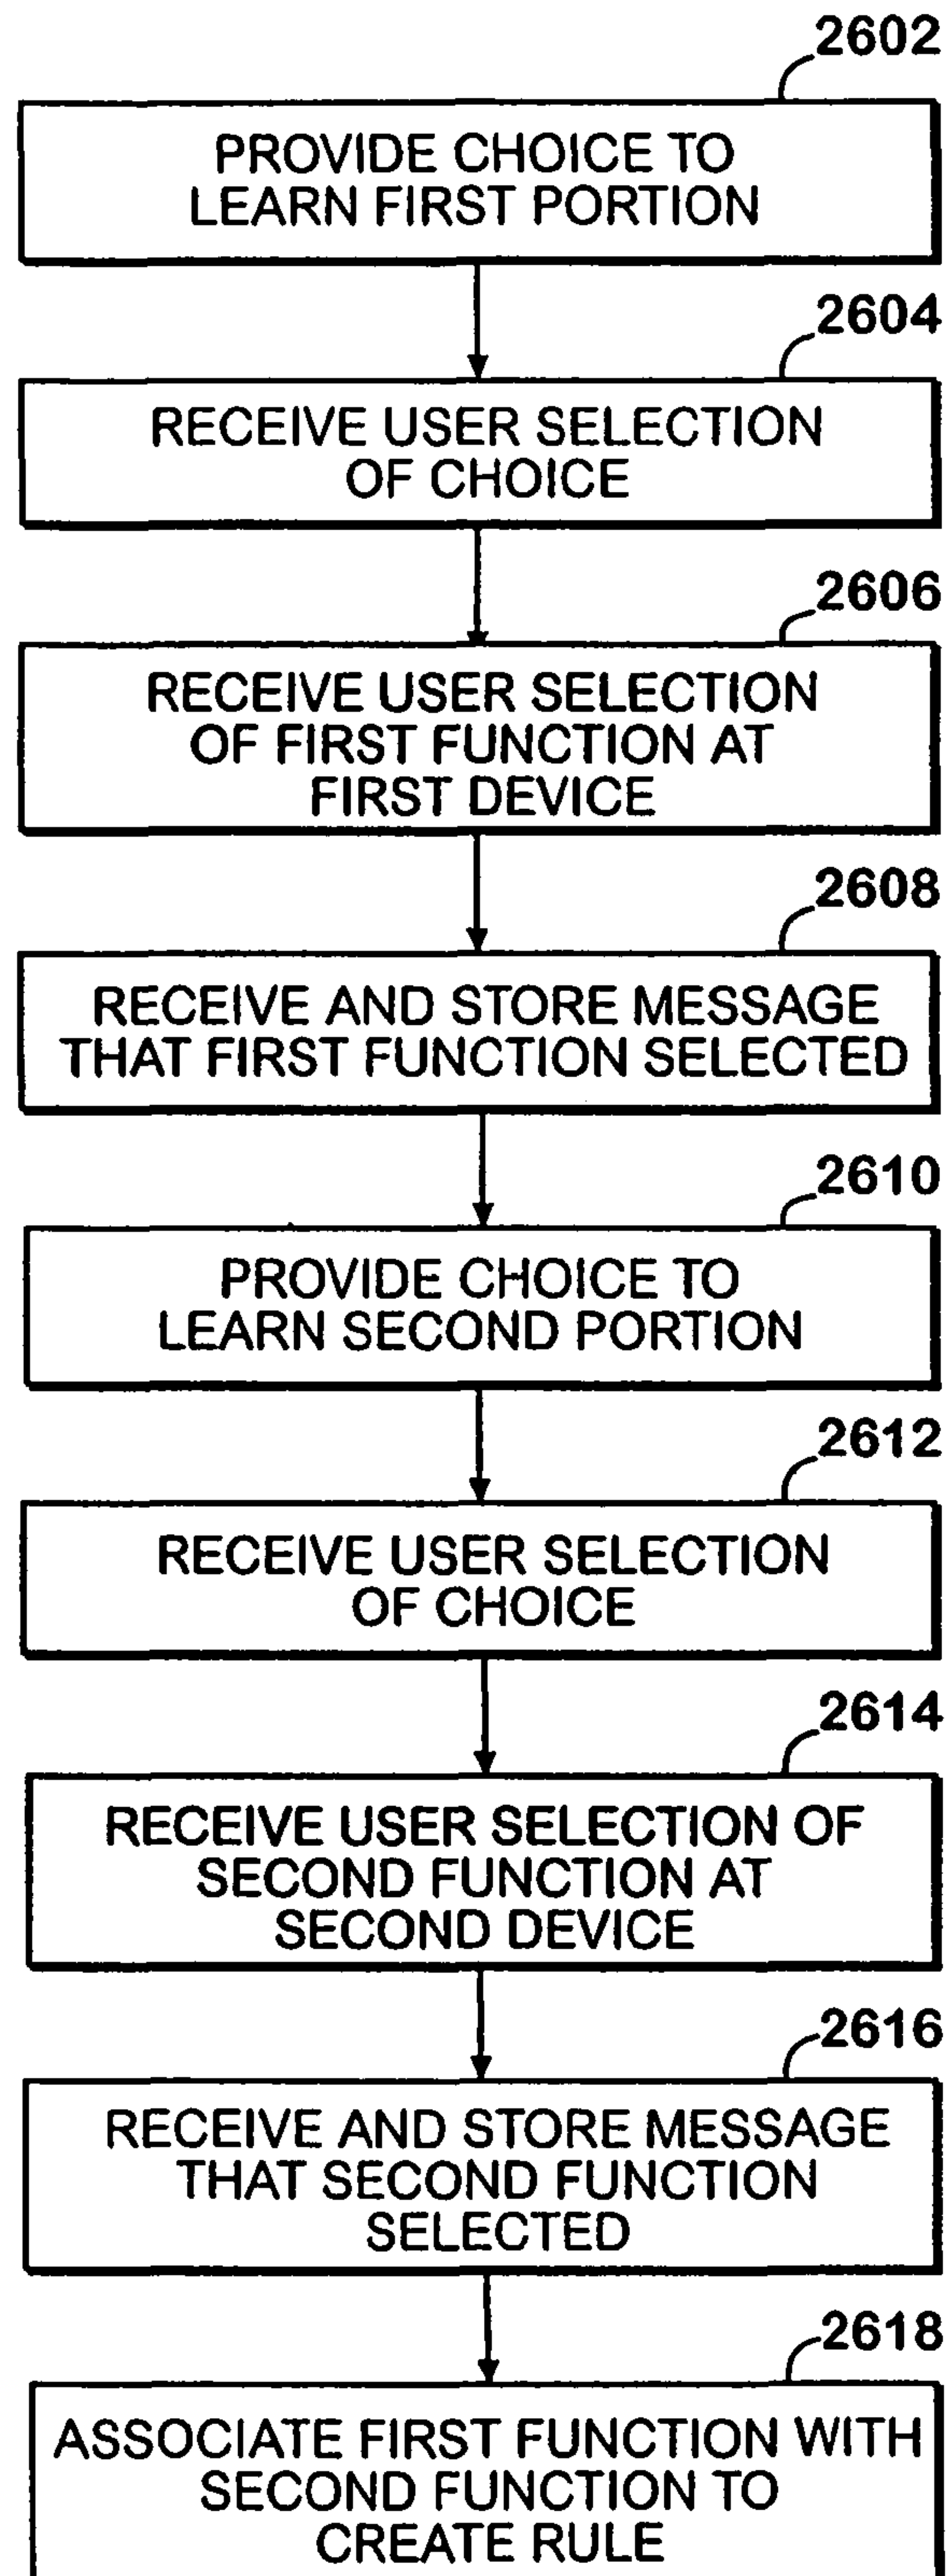 2602
PROVIDE CHOICE TO
LEARN FIRST PORTION
2604
RECEIVE USER SELECTION
OF CHOICE
2606
RECEIVE USER SELECTION
OF FIRST FUNCTION AT
FIRST DEVICE
2608
RECEIVE AND STORE MESSAGE
THAT FIRST FUNCTION SELECTED
2610
PROVIDE CHOICE TO
LEARN SECOND PORTION
2612
RECEIVE USER SELECTION
OF CHOICE
2614
RECEIVE USER SELECTION OF
SECOND FUNCTION AT
SECOND DEVICE
2616
RECEIVE AND STORE MESSAGE
THAT SECOND FUNCTION
SELECTED
2618
ASSOCIATE FIRST FUNCTION WITH
SECOND FUNCTION TO
CREATE RULE